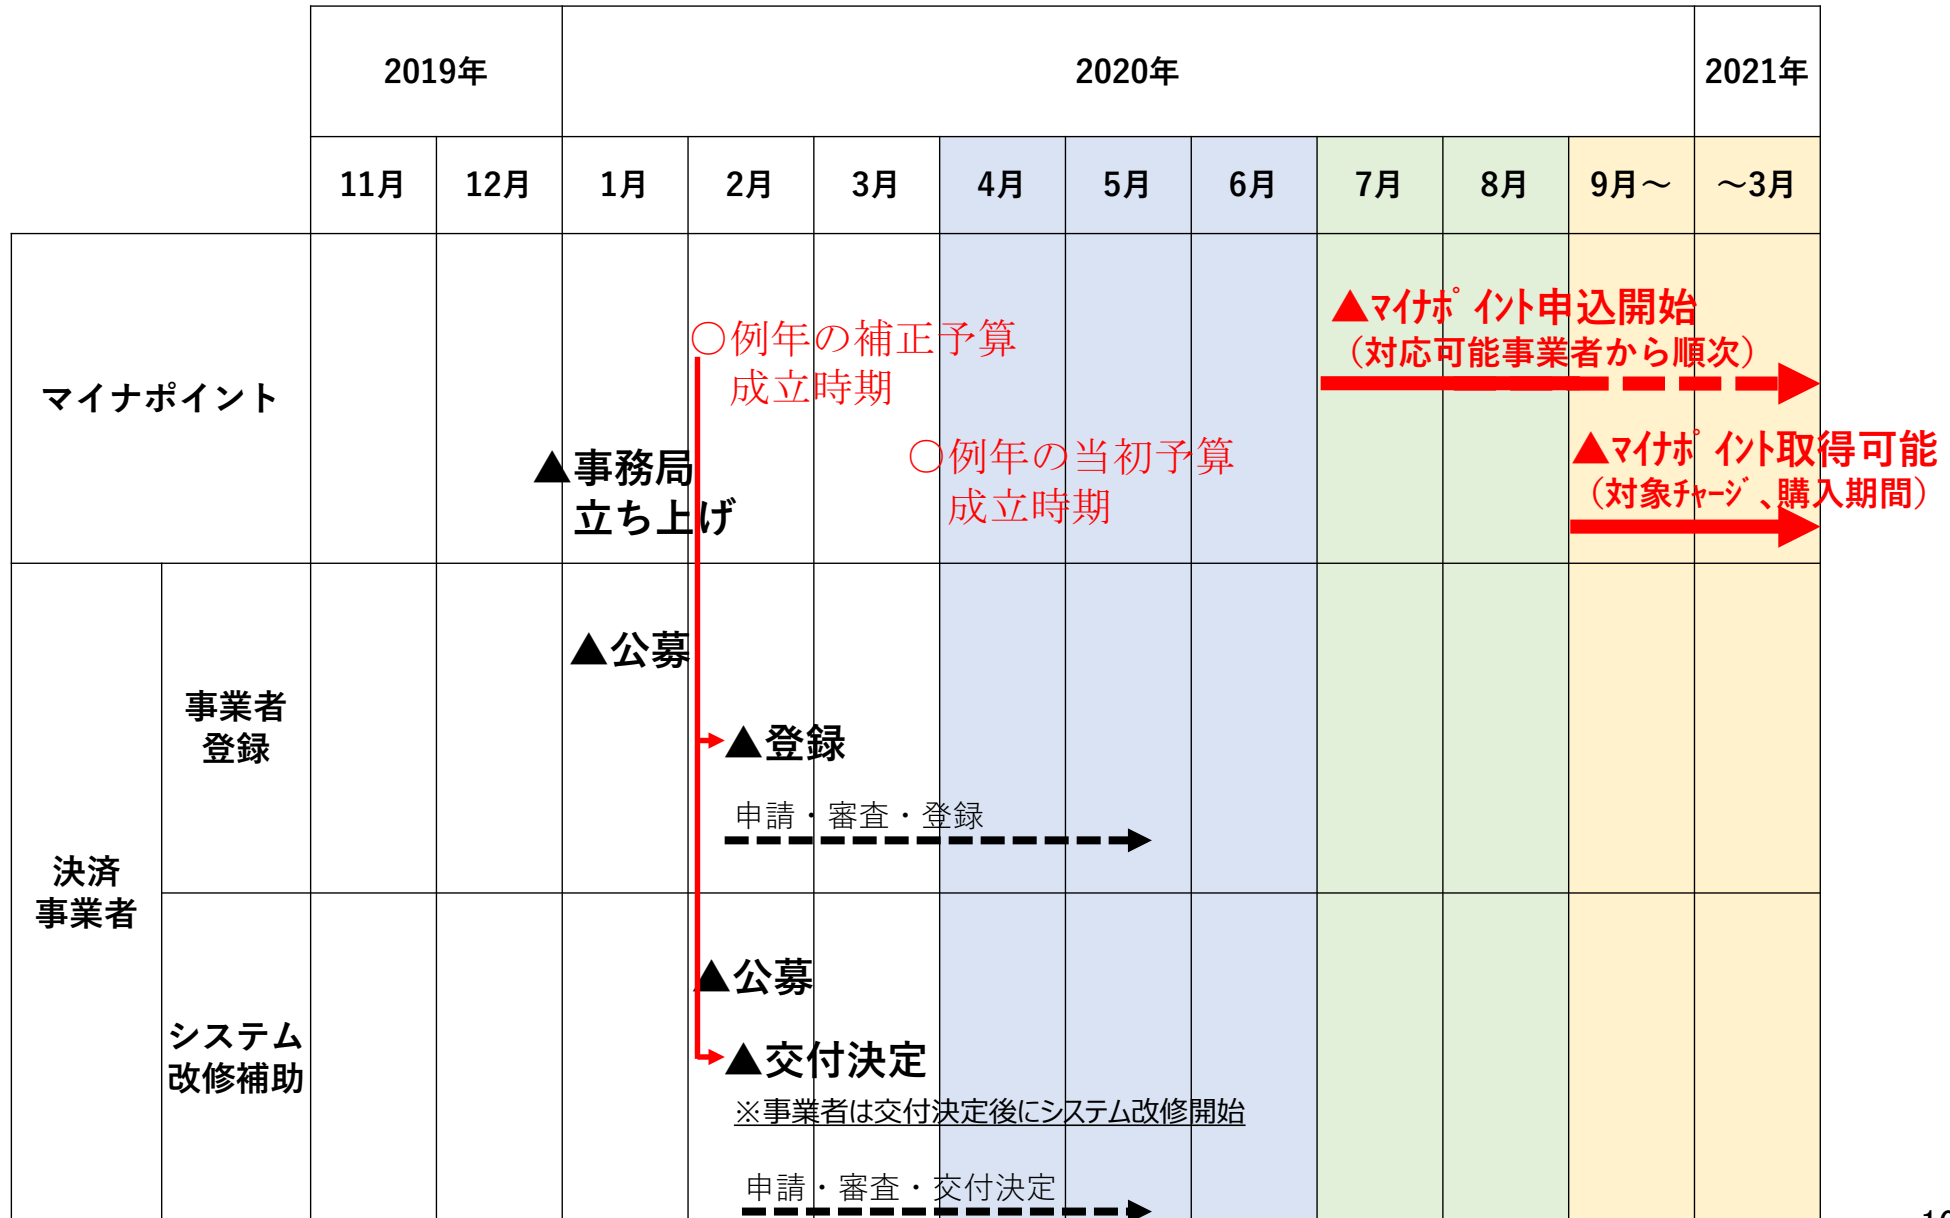 2019年 2020年 2021年
11月 12月 1月 2月 3月 4月 5月 6月 7月 8月 9月～ ～3月
マイナポイント
▲事務局
立ち上げ
○例年の補正予算
成立時期
○例年の当初予算
成立時期
▲ﾏｲﾅﾎﾟｲﾝﾄ申込開始
（対応可能事業者から順次）
▲ﾏｲﾅﾎﾟｲﾝﾄ取得可能
（対象ﾁｬｰｼﾞ、購入期間）
決済
事業者
事業者
登録
▲公募
▲登録
申請・審査・登録
システム
改修補助
▲公募
▲交付決定
※事業者は交付決定後にシステム改修開始
申請・審査・交付決定